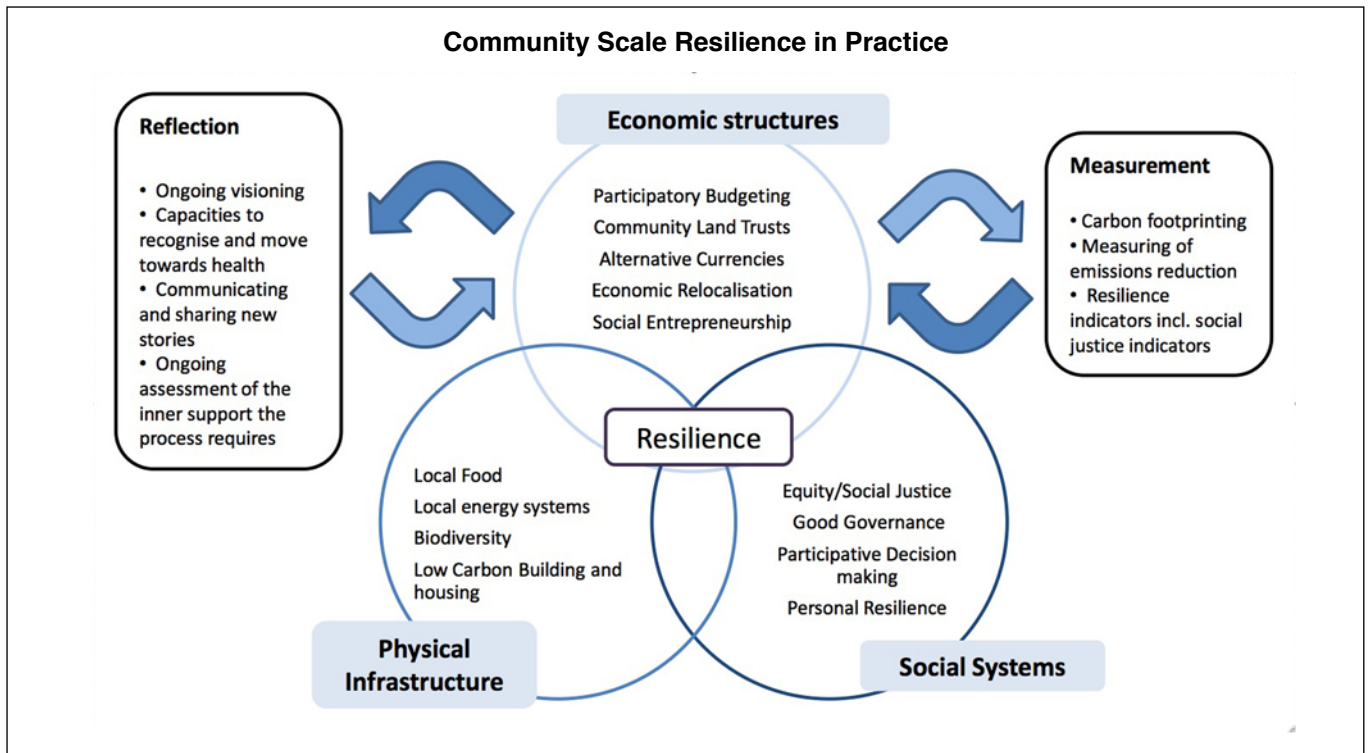 Community Scale Resilience in Practice
Reflection
• Ongoing visioning
• Capacities to
recognise and move
towards health
• Communicating
and sharing new
stories
• Ongoing
assessment of the
inner support the
process requires
Economic structures
Participatory Budgeting
Community Land Trusts
Alternative Currencies
Economic Relocalisation
Social Entrepreneurship
Measurement
• Carbon footprinting
• Measuring of
emissions reduction
• Resilience
indicators incl. social
justice indicators
Resilience
Local Food
Local energy systems
Biodiversity
Low Carbon Building and
housing
Physical
Infrastructure
Equity/Social Justice
Good Governance
Participative Decision
making
Personal Resilience
Social Systems